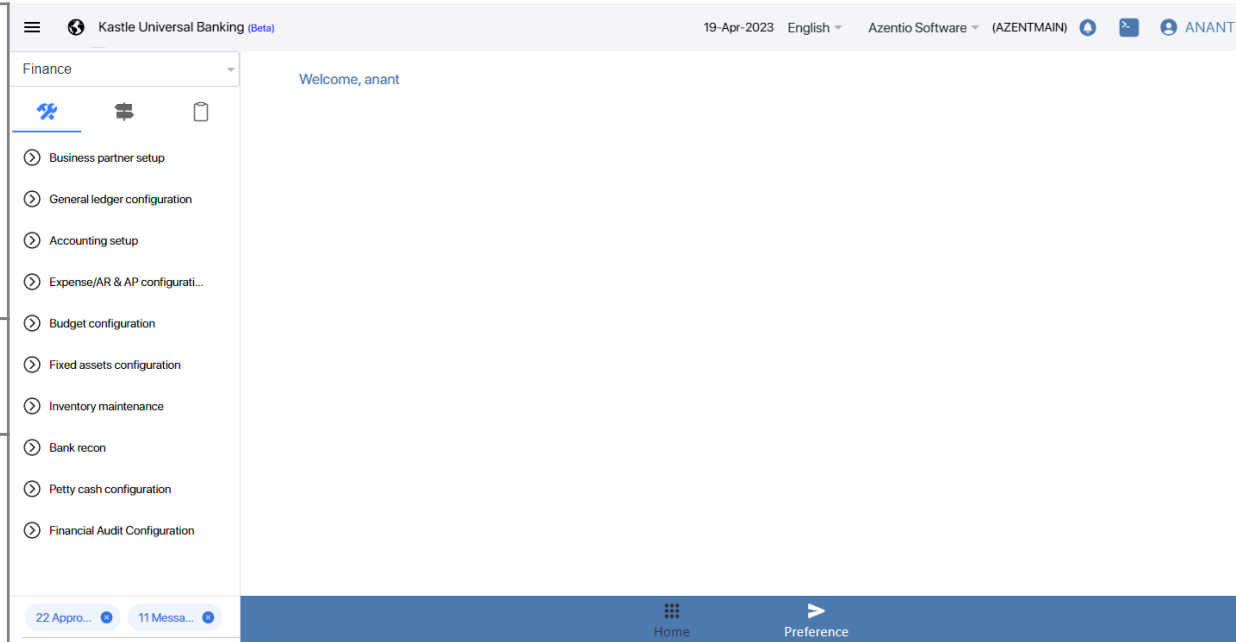 Kastle Universal Banking (Beta)
19-Apr-2023 English Azentio Software (AZENTMAIN) ANANT
Finance
Welcome, anant
Business partner setup
General ledger configuration
Accounting setup
Expense/AR & AP configurati...
Budget configuration
Fixed assets configuration
Inventory maintenance
Bank recon
Petty cash configuration
Financial Audit Configuration
22 Appro... 11 Messa...
Home Preference